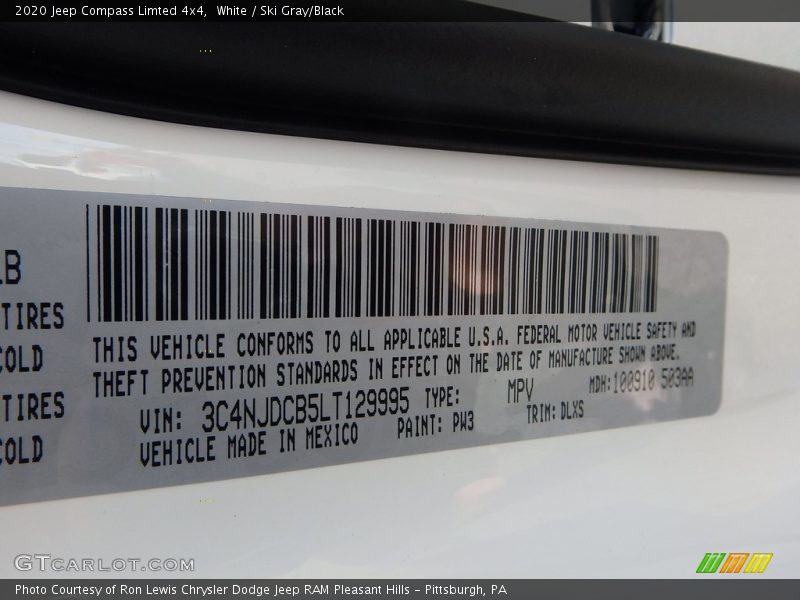 2020 Jeep Compass Limted 4x4,  White / Ski Gray/Black
LB
TIRES
COLD
TIRES
COLD
THIS VEHICLE CONFORMS TO ALL APPLICABLE U.S.A. FEDERAL MOTOR VEHICLE SAFETY AND
THEFT PREVENTION STANDARDS IN EFFECT ON THE DATE OF MANUFACTURE SHOWN ABOVE.
VIN: 3C4NJDCB5LT129995 TYPE: MPV MDH:100910 503AA
VEHICLE MADE IN MEXICO PAINT: PW3 TRIM: DLXS
GTCARLOT.COM
Photo Courtesy of Ron Lewis Chrysler Dodge Jeep RAM Pleasant Hills – Pittsburgh, PA